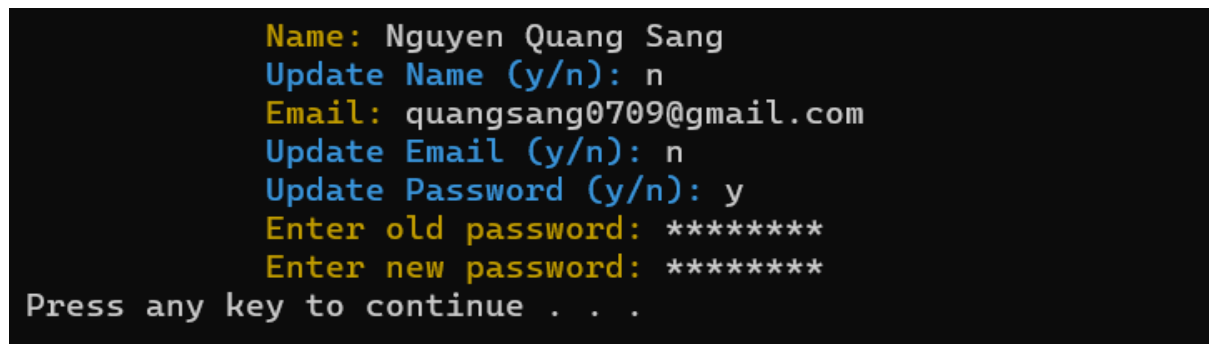 Name: Nguyen Quang Sang
Update Name (y/n): n
Email: quangsang0709@gmail.com
Update Email (y/n): n
Update Password (y/n): y
Enter old password: ********
Enter new password: ********
Press any key to continue . . .